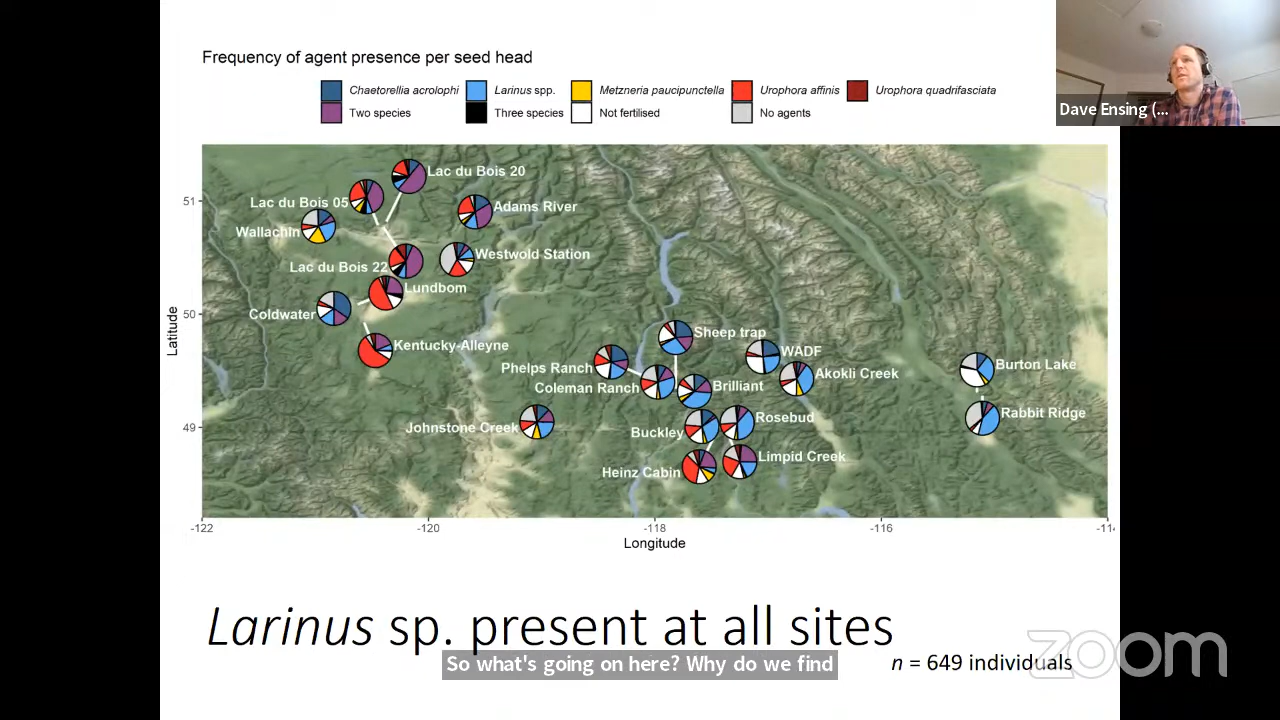 Frequency of agent presence per seed head
Chaetorellia acrolophi
Larinus spp.
Metzneria paucipunctella
Urophora affinis
Urophora quadrifasciata
Two species
Three species
Not fertilised
No agents
Dave Ensing (...
Lac du Bois 20
Lac du Bois 05
Adams River
Wallachin
Westwold Station
Lac du Bois 22
Lundbom
Coldwater
Sheep trap
Kentucky-Alleyne
WADF
Phelps Ranch
Akokli Creek
Burton Lake
Coleman Ranch
Brilliant
Rabbit Ridge
Johnstone Creek
Buckley
Rosebud
Heinz Cabin
Limpid Creek
51
50
49
Latitude
-122
-120
-118
-116
-114
Longitude
Larinus sp. present at all sites
So what's going on here? Why do we find
n = 649 individuals
zoom